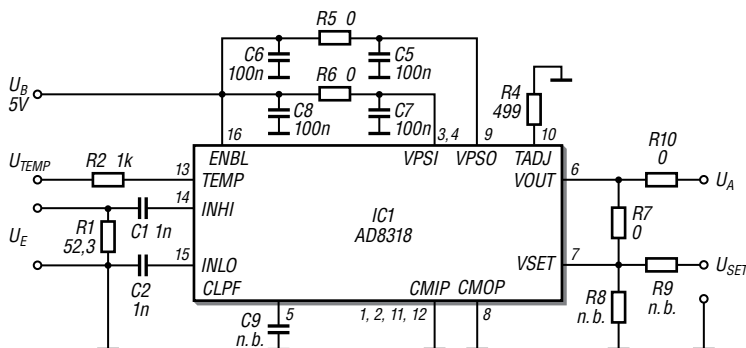 R5 0
C6
100n
C5
100n
R6 0
U_B
5V
C8
100n
C7
100n
R4
499
16
3,4
9
10
ENBL
VPSI
VPSO
TADJ
R10
0
U_TEMP
R2 1k
13
TEMP
VOUT
6
U_A
14
INHI
R1
52,3
C1 1n
IC1
AD8318
R7
0
U_E
15
INLO
VSET
7
U_SET
C2
1n
CLPF
CMIP
CMOP
R8
n.b.
R9
n.b.
C9
n.b.
5
1, 2, 11, 12
8